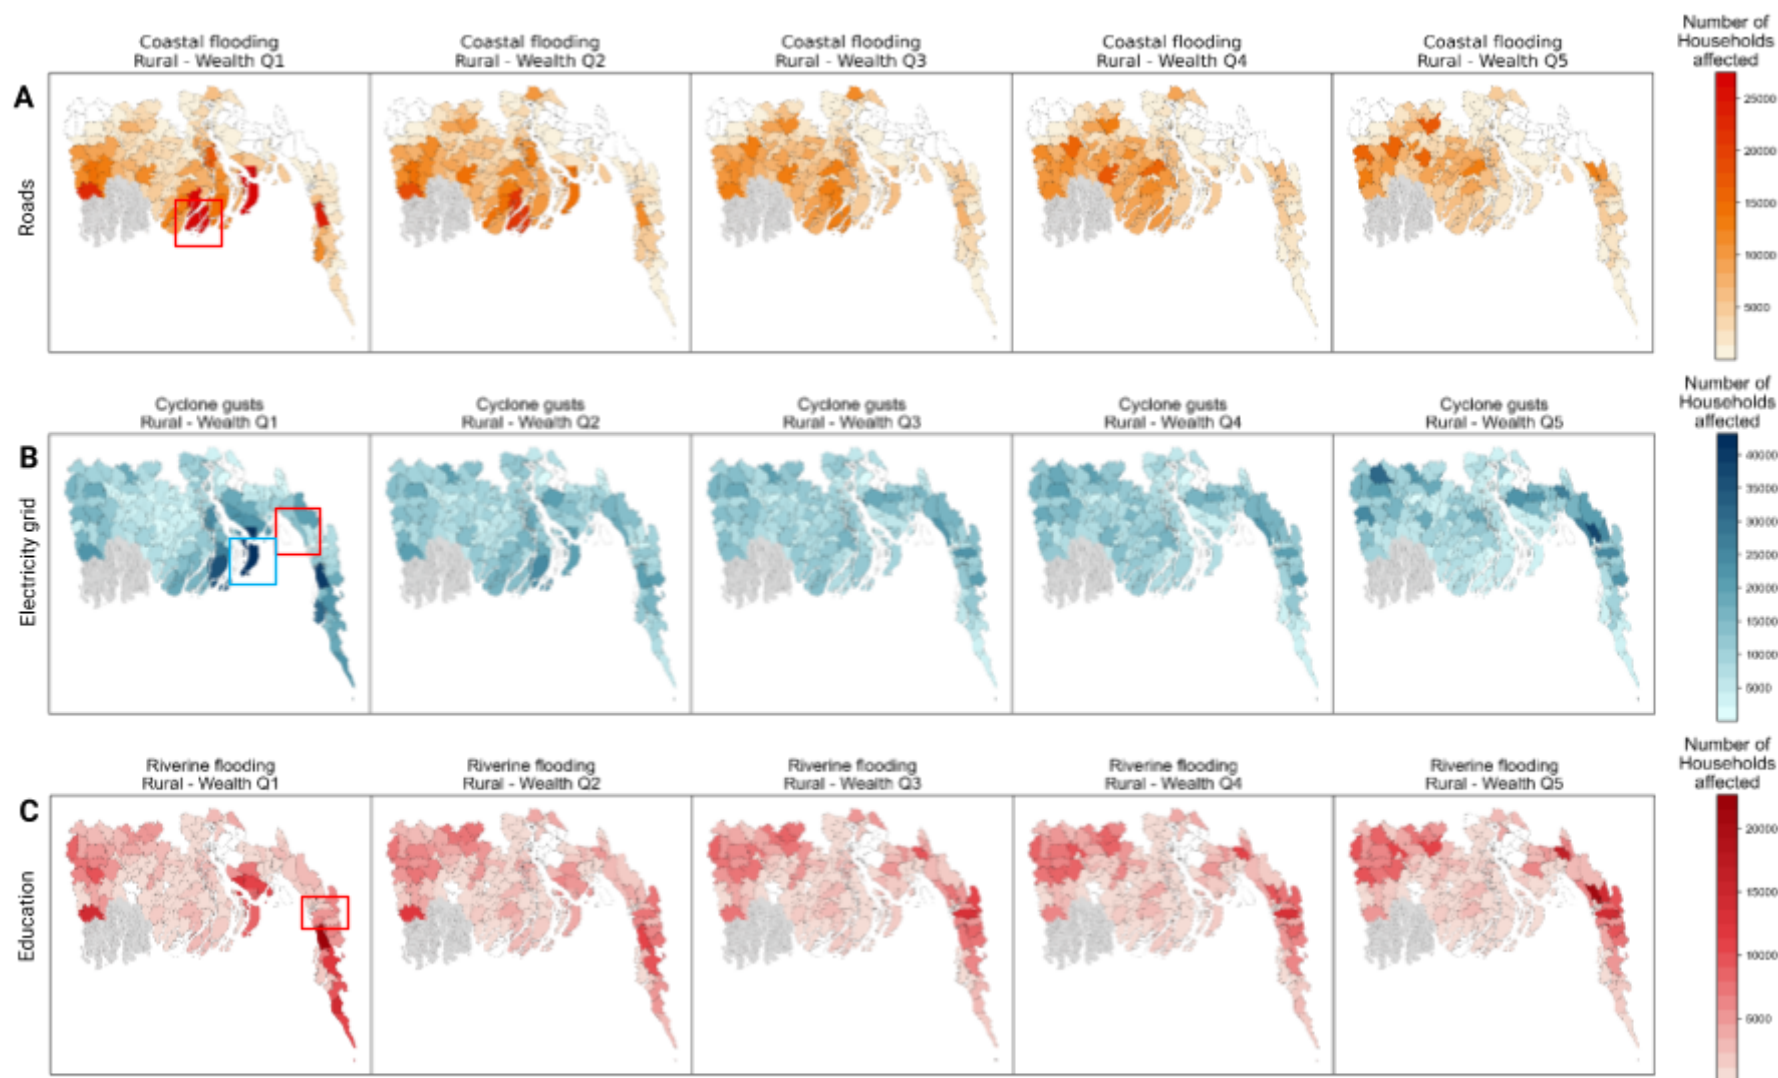 Coastal flooding
Rural - Wealth Q1
Coastal flooding
Rural - Wealth Q2
Coastal flooding
Rural - Wealth Q3
Coastal flooding
Rural - Wealth Q4
Coastal flooding
Rural - Wealth Q5
Number of
Households
affected
A
Roads
25000
20000
15000
10000
5000
Cyclone gusts
Rural - Wealth Q1
Cyclone gusts
Rural - Wealth Q2
Cyclone gusts
Rural - Wealth Q3
Cyclone gusts
Rural - Wealth Q4
Cyclone gusts
Rural - Wealth Q5
Number of
Households
affected
B
Electricity grid
40000
35000
30000
25000
20000
15000
10000
5000
Riverine flooding
Rural - Wealth Q1
Riverine flooding
Rural - Wealth Q2
Riverine flooding
Rural - Wealth Q3
Riverine flooding
Rural - Wealth Q4
Riverine flooding
Rural - Wealth Q5
Number of
Households
affected
C
Education
20000
15000
10000
5000